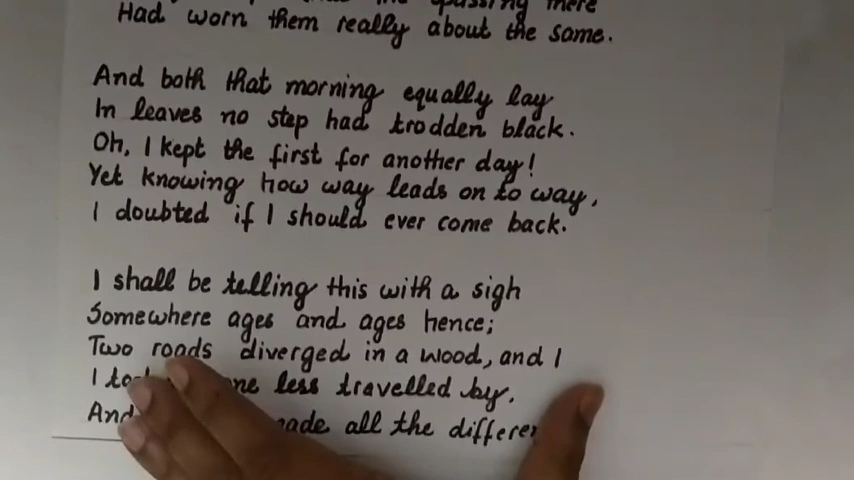 the passing there
Had worn them really about the same.
And both that morning equally lay
In leaves no step had trodden black.
Oh, I kept the first for another day!
Yet knowing how way leads on to way,
I doubted if I should ever come back.
I shall be telling this with a sigh
Somewhere ages and ages hence;
Two roads diverged in a wood, and I
I less travelled by.
And all the